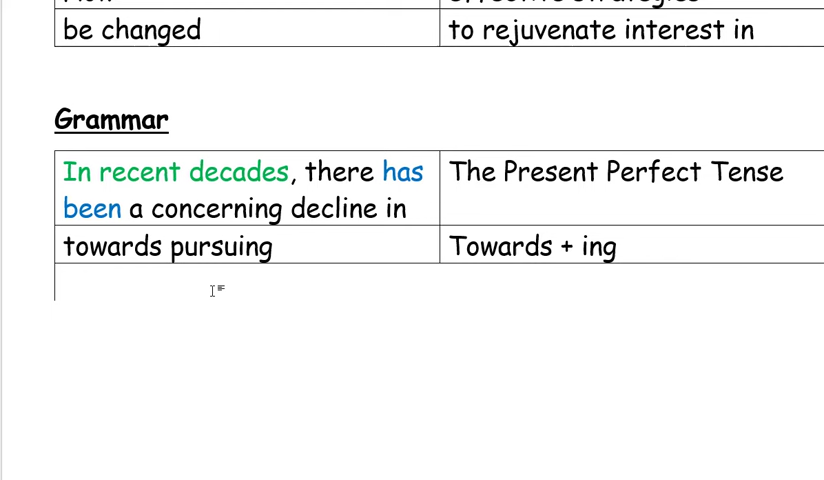 be changed
to rejuvenate interest in
Grammar
In recent decades, there has
been a concerning decline in
The Present Perfect Tense
towards pursuing
Towards + ing